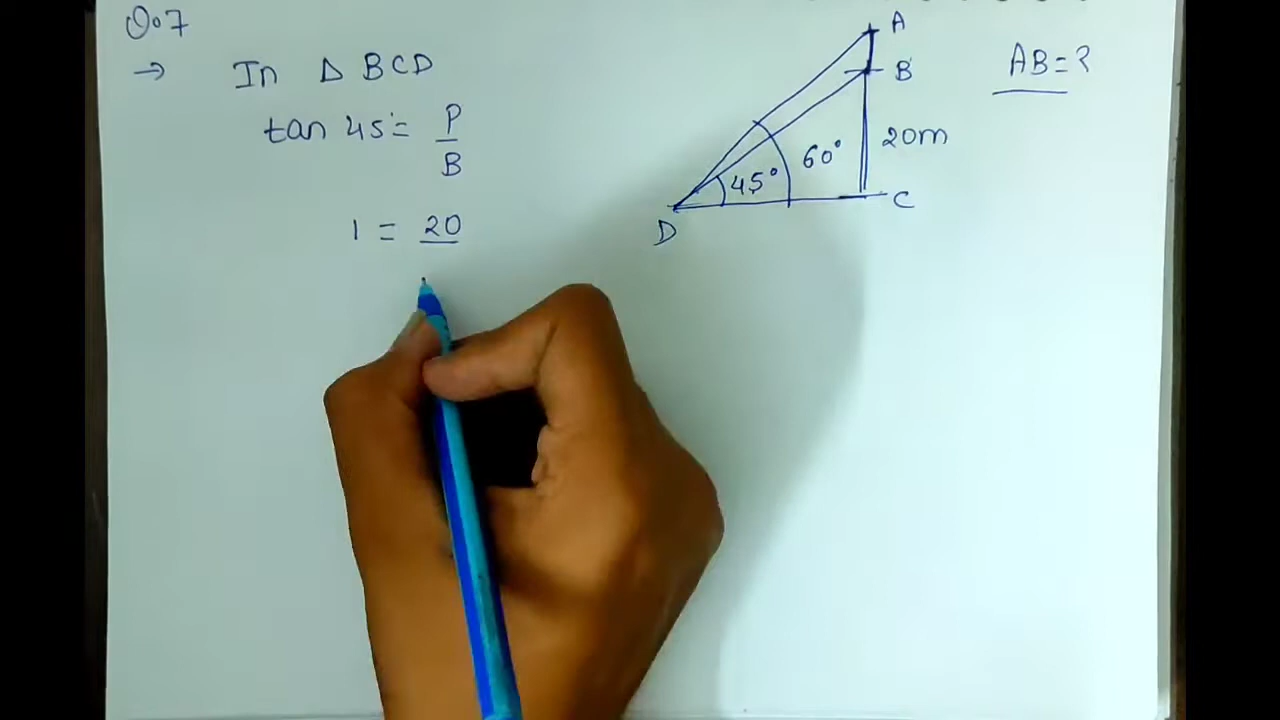 Q.7
→ In Δ BCD
tan 45° = P/B
1 = 20
A
B
AB = ?
20m
60°
45°
C
D